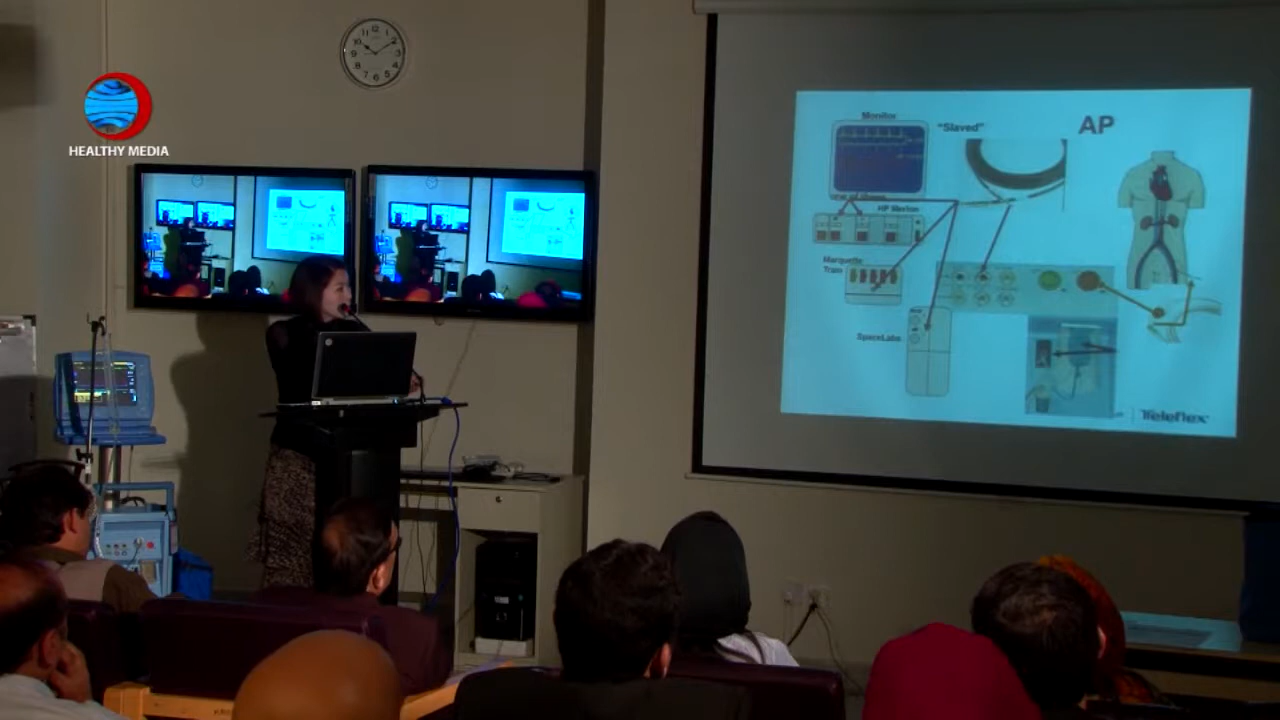 HEALTHY MEDIA
Monitor
"Slaved"
AP
HP Merlin
Marquette
Tram
SpaceLabs
Teleflex